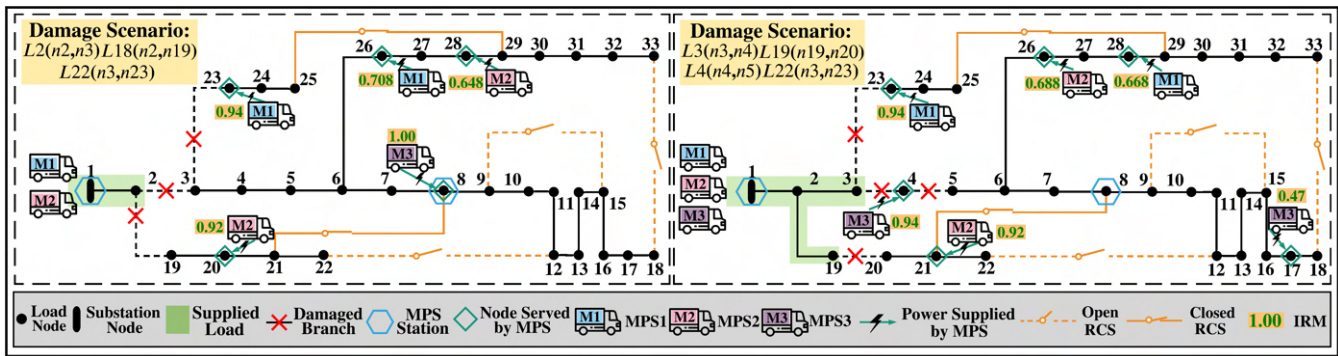 Damage Scenario:
L2(n2,n3) L18(n2,n19)
L22(n3,n23)
26 27 28 29 30 31 32 33
0.708 M1 0.648 M2
23 24 25
0.94 M1
1.00
M3
M1
M2
1 2 3 4 5 6 7 7 8 9 10 11 14 15
0.92 M2
19 20 21 22 12 13 16 17 18
Damage Scenario:
L3(n3,n4) L19(n19,n20)
L4(n4,n5) L22(n3,n23)
26 27 28 29 30 31 32 33
0.688 M2 0.668 M1
23 24 25
0.94 M1
M1
M2
M3
1 2 3 4 5 6 7 8 9 10 11 14 15
M3 0.94
0.92 M2
0.47
M3
19 20 21 22 12 13 16 17 18
Load Node
Substation Node
Supplied Load
Damaged Branch
MPS Station
Node Served by MPS
M1 MPS1
M2 MPS2
M3 MPS3
Power Supplied by MPS
Open RCS
Closed RCS
1.00 IRM